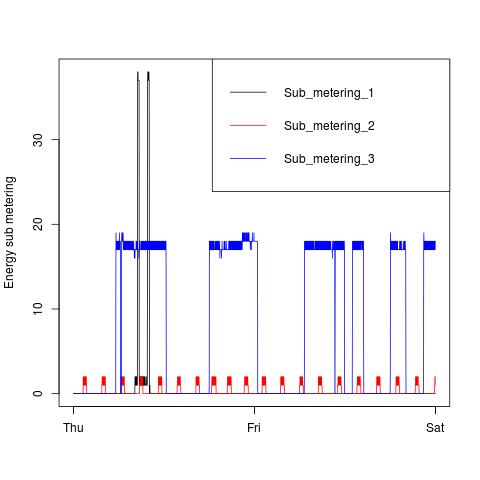 Sub_metering_1
Sub_metering_2
Sub_metering_3
Energy sub metering
30
20
10
0
Thu
Fri
Sat